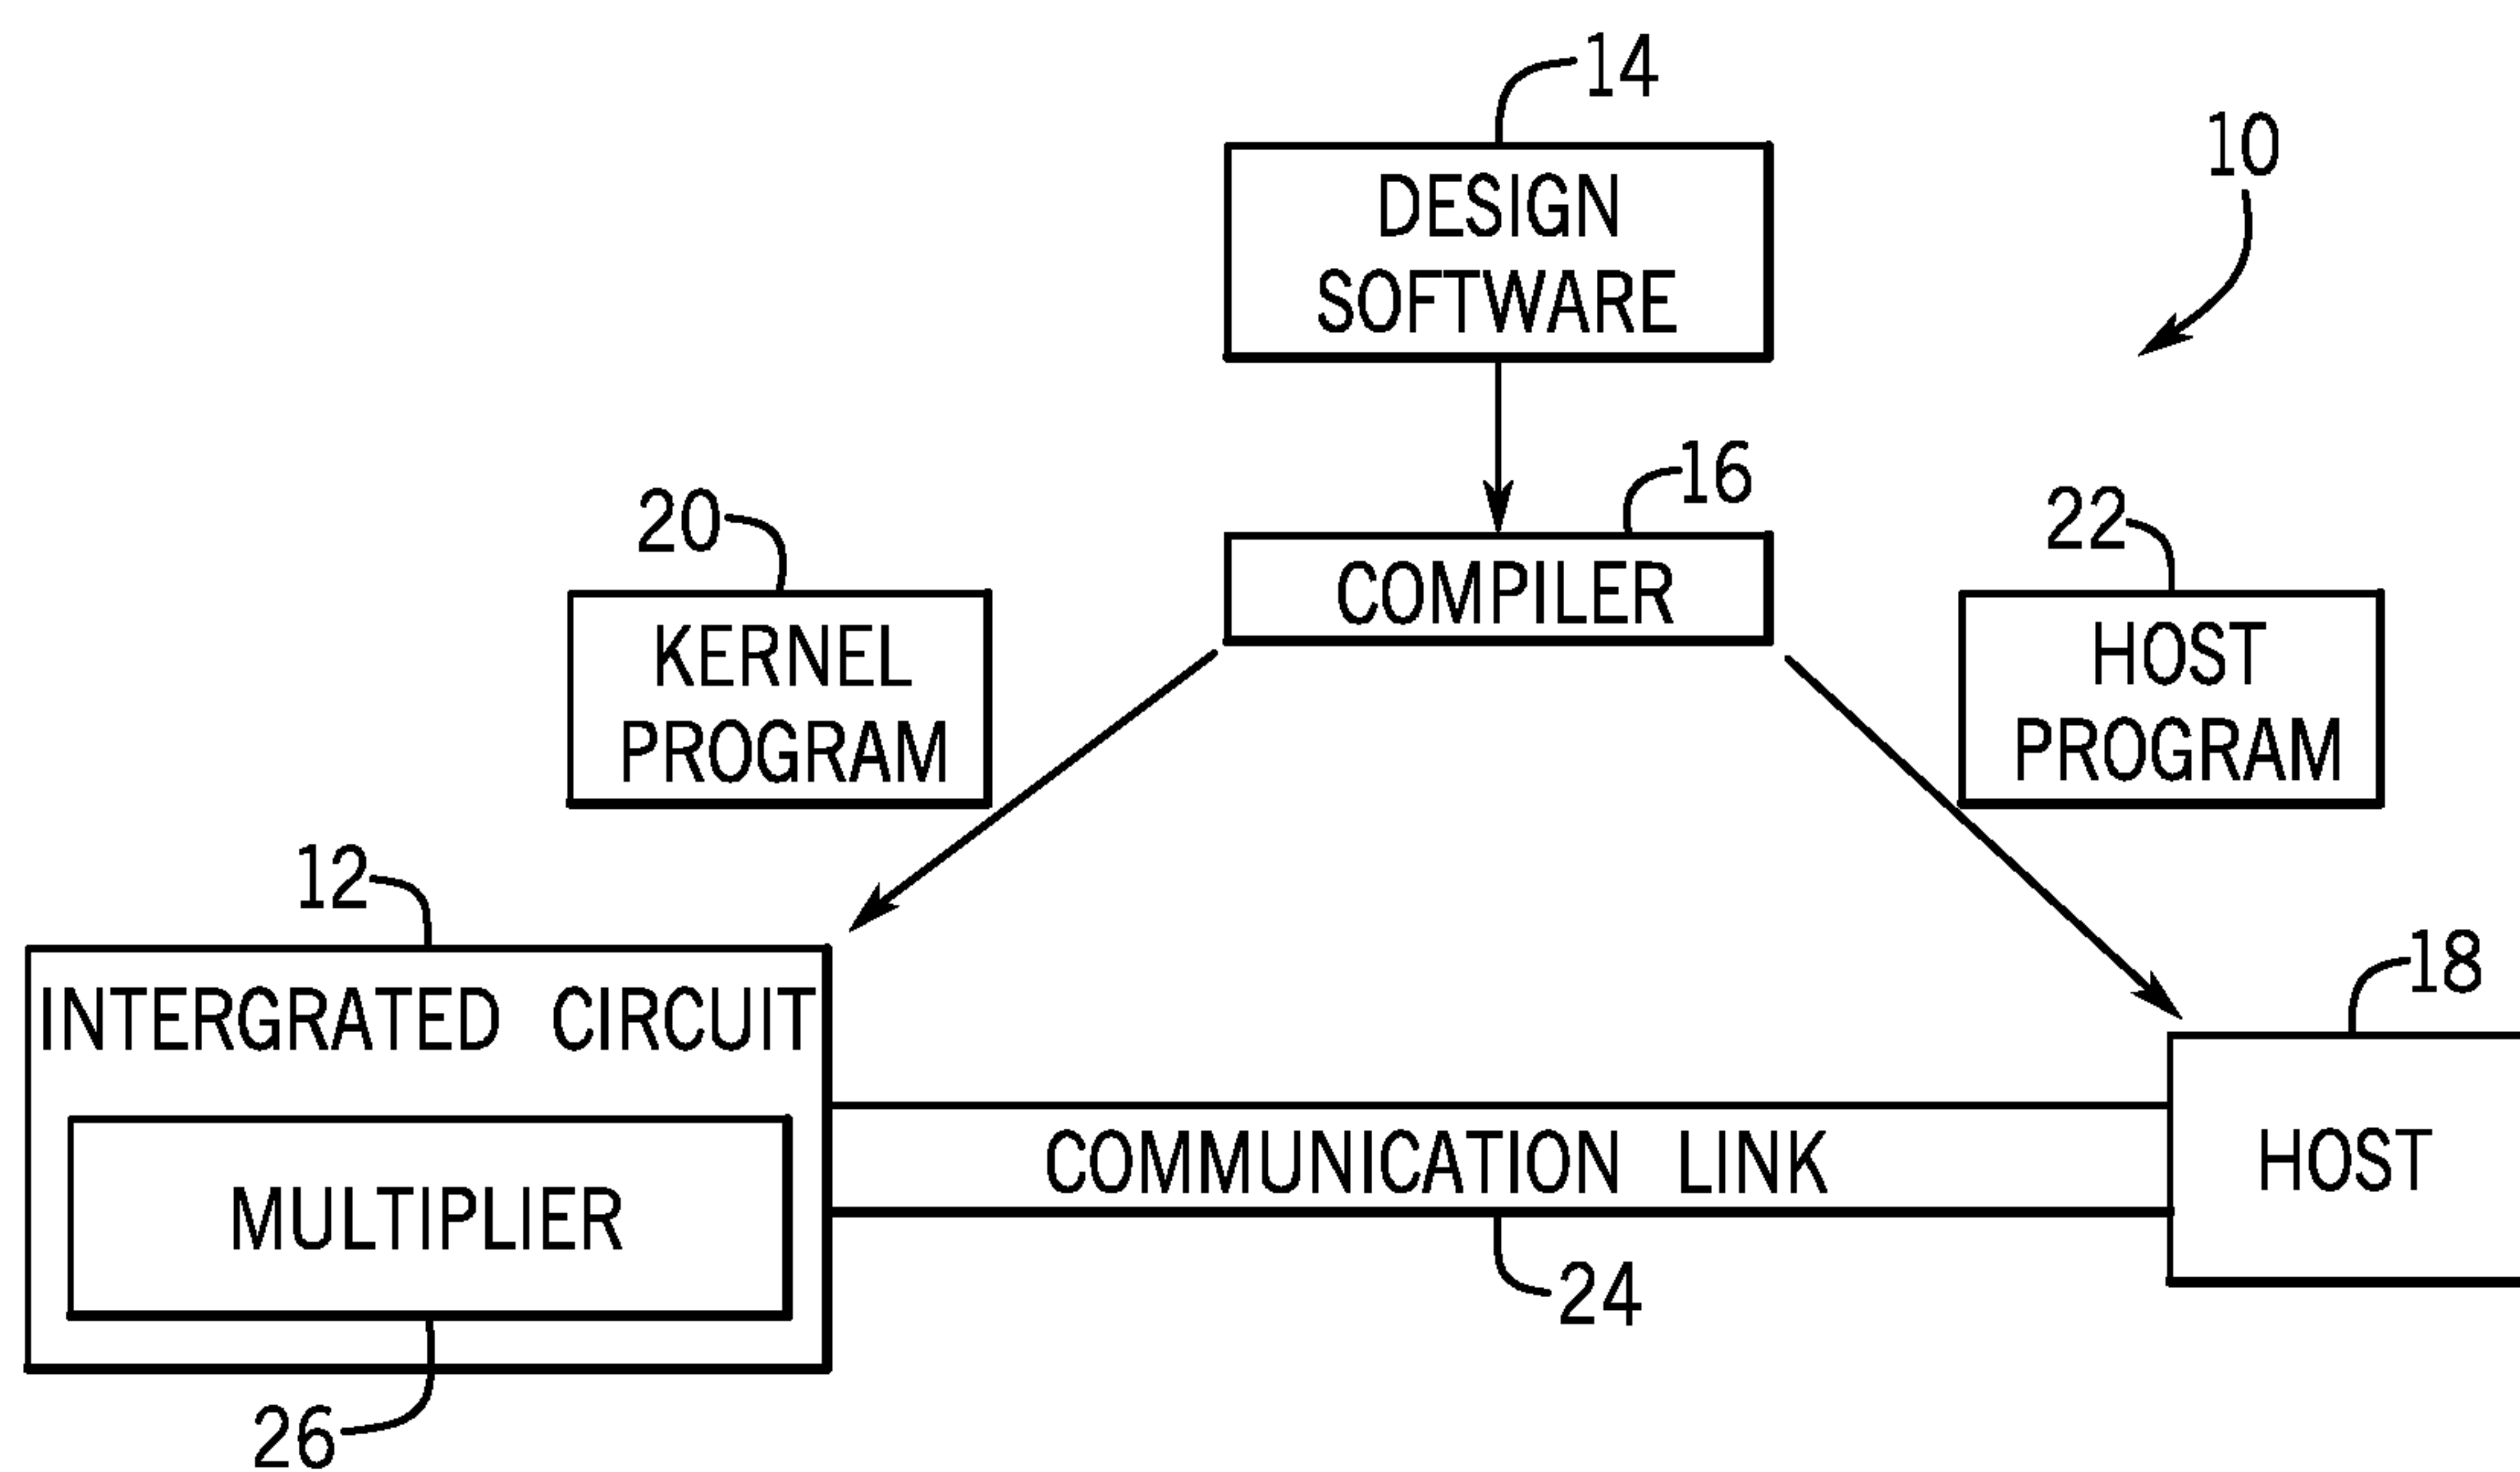 14
10
DESIGN
SOFTWARE
16
20
22
COMPILER
KERNEL
PROGRAM
HOST
PROGRAM
12
18
INTERGRATED CIRCUIT
COMMUNICATION LINK
HOST
MULTIPLIER
24
26